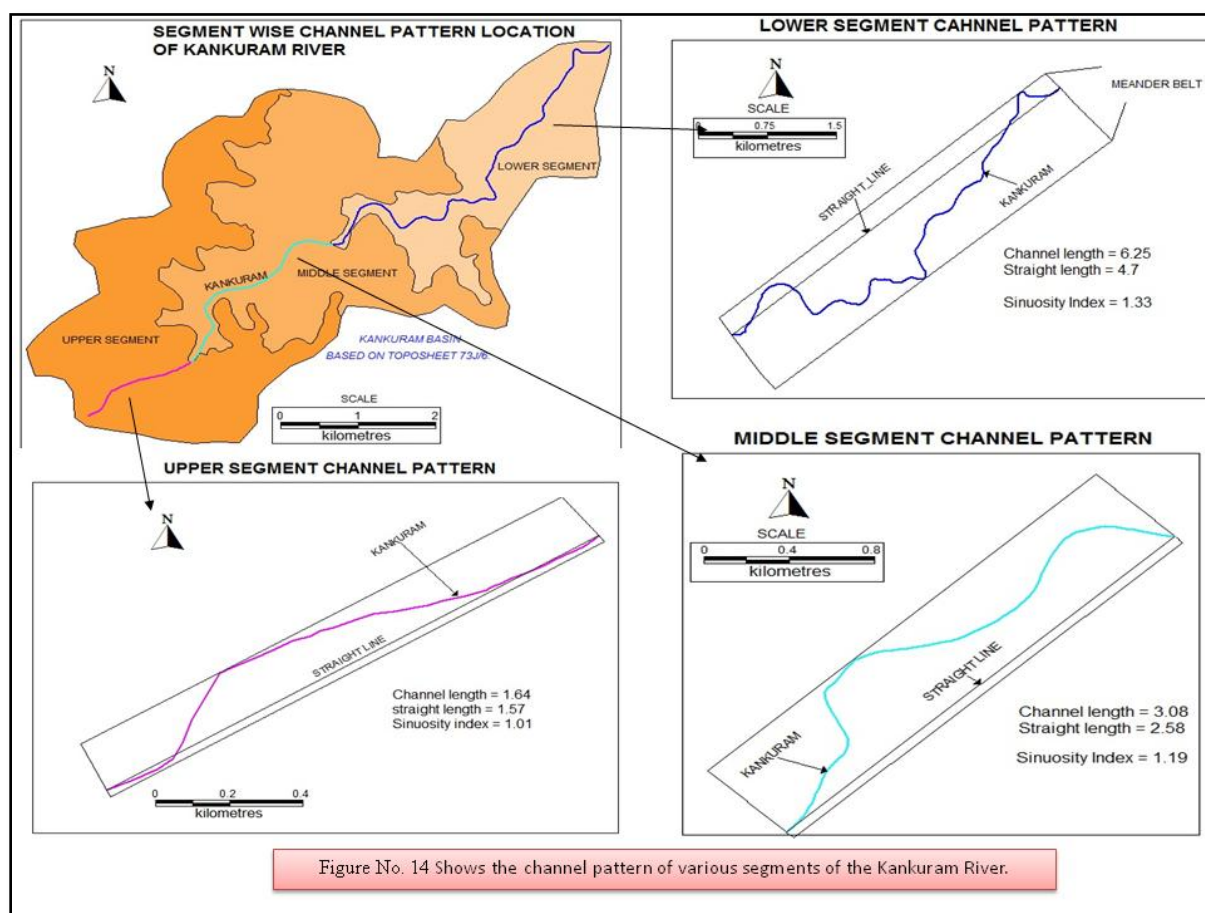 SEGMENT WISE CHANNEL PATTERN LOCATION
OF KANKURAM RIVER
N
LOWER SEGMENT
KANKURAM
MIDDLE SEGMENT
UPPER SEGMENT
KANKURAM BASIN
BASED ON TOPOSHEET 73J/6.
SCALE
0 1 2
kilometres
LOWER SEGMENT CAHNNEL PATTERN
N
SCALE
0 0.75 1.5
kilometres
MEANDER BELT
STRAIGHT_LINE
KANKURAM
Channel length = 6.25
Straight length = 4.7
Sinuosity Index = 1.33
UPPER SEGMENT CHANNEL PATTERN
N
KANKURAM
STRAIGHT LINE
Channel length = 1.64
straight length = 1.57
Sinuosity index = 1.01
0 0.2 0.4
kilometres
MIDDLE SEGMENT CHANNEL PATTERN
N
SCALE
0 0.4 0.8
kilometres
STRAIGHT LINE
KANKURAM
Channel length = 3.08
Straight length = 2.58
Sinuosity Index = 1.19
Figure No. 14 Shows the channel pattern of various segments of the Kankuram River.